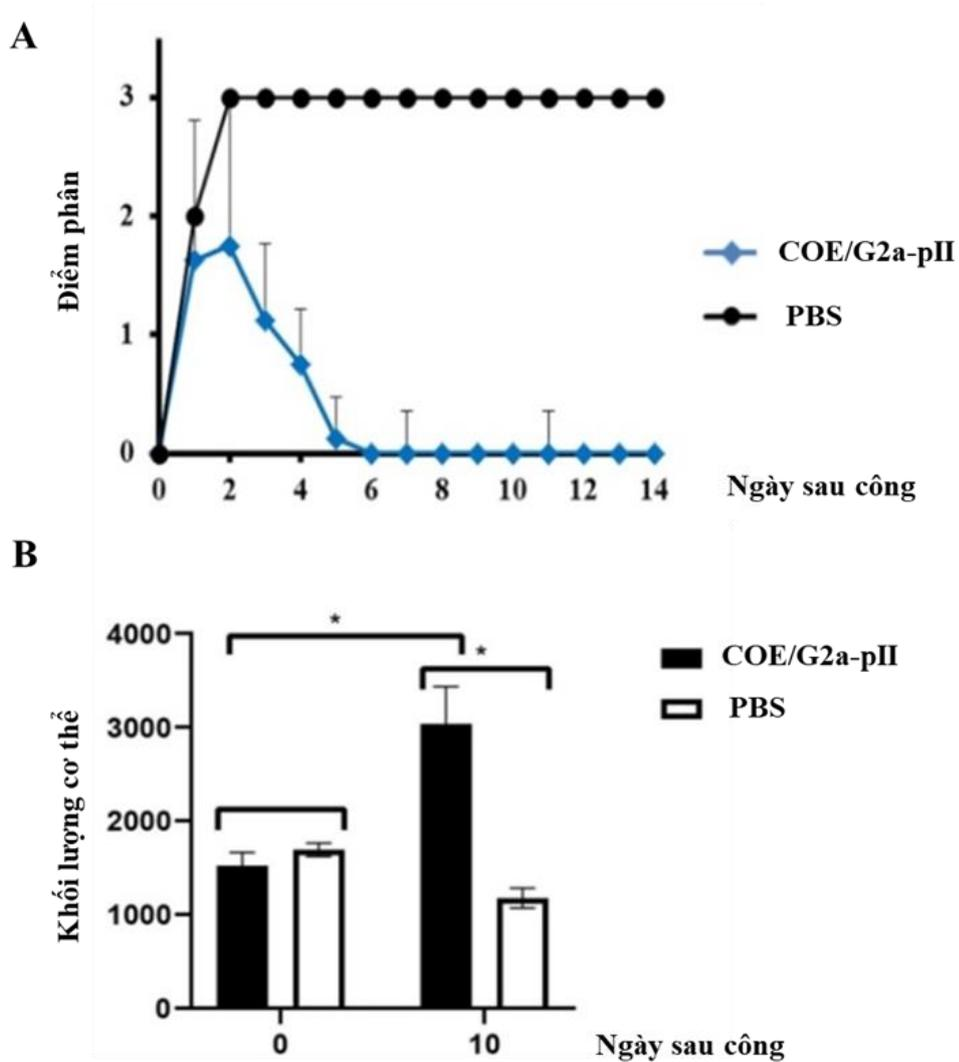 A
Điểm phân
3
2
1
0
0 2 4 6 8 10 12 14
Ngày sau công
COE/G2a-pII
PBS
B
Khối lượng cơ thể
4000
3000
2000
1000
0
* *
0 10
Ngày sau công
COE/G2a-pII
PBS